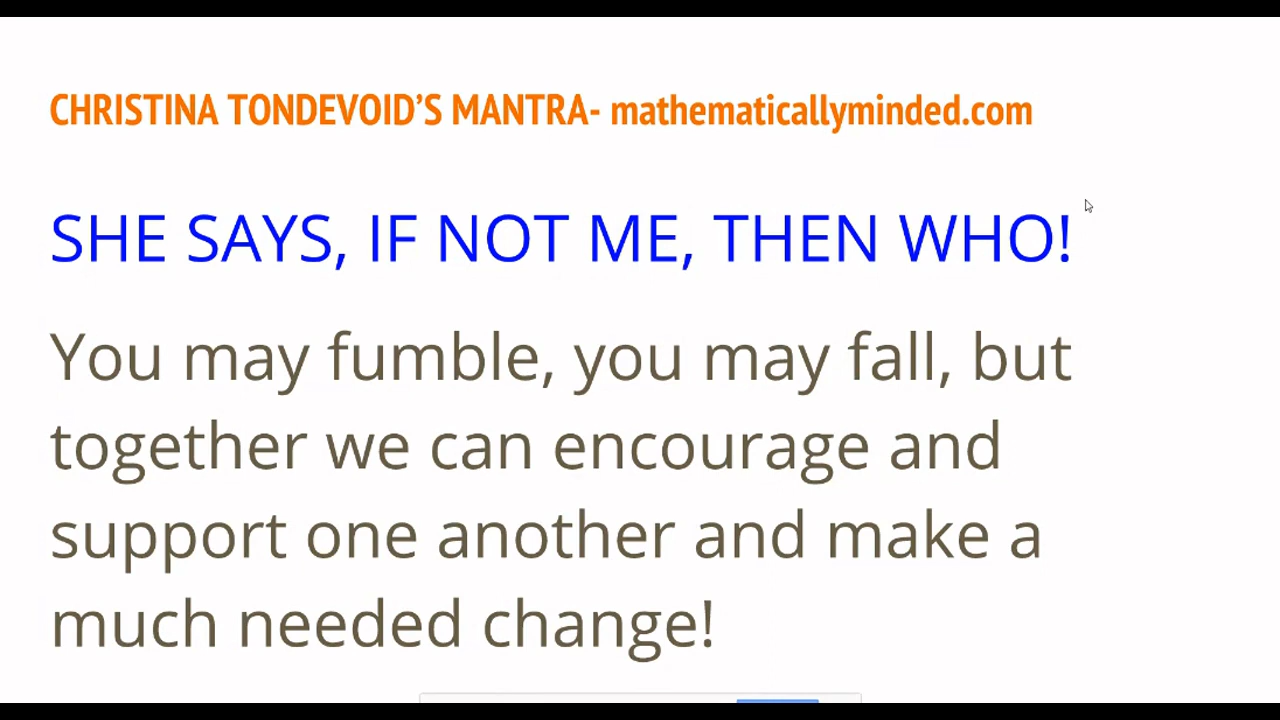 CHRISTINA TONDEVOID’S MANTRA- mathematicallyminded.com
SHE SAYS, IF NOT ME, THEN WHO!
You may fumble, you may fall, but
together we can encourage and
support one another and make a
much needed change!